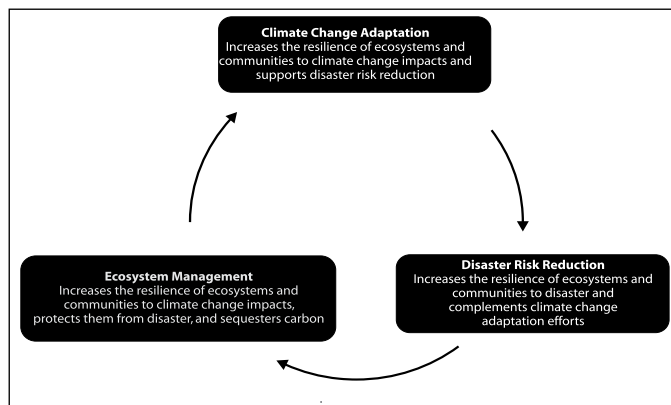 Climate Change Adaptation
Increases the resilience of ecosystems and
communities to climate change impacts and
supports disaster risk reduction
Ecosystem Management
Increases the resilience of ecosystems and
communities to climate change impacts,
protects them from disaster, and sequesters carbon
Disaster Risk Reduction
Increases the resilience of ecosystems and
communities to disaster and
complements climate change
adaptation efforts